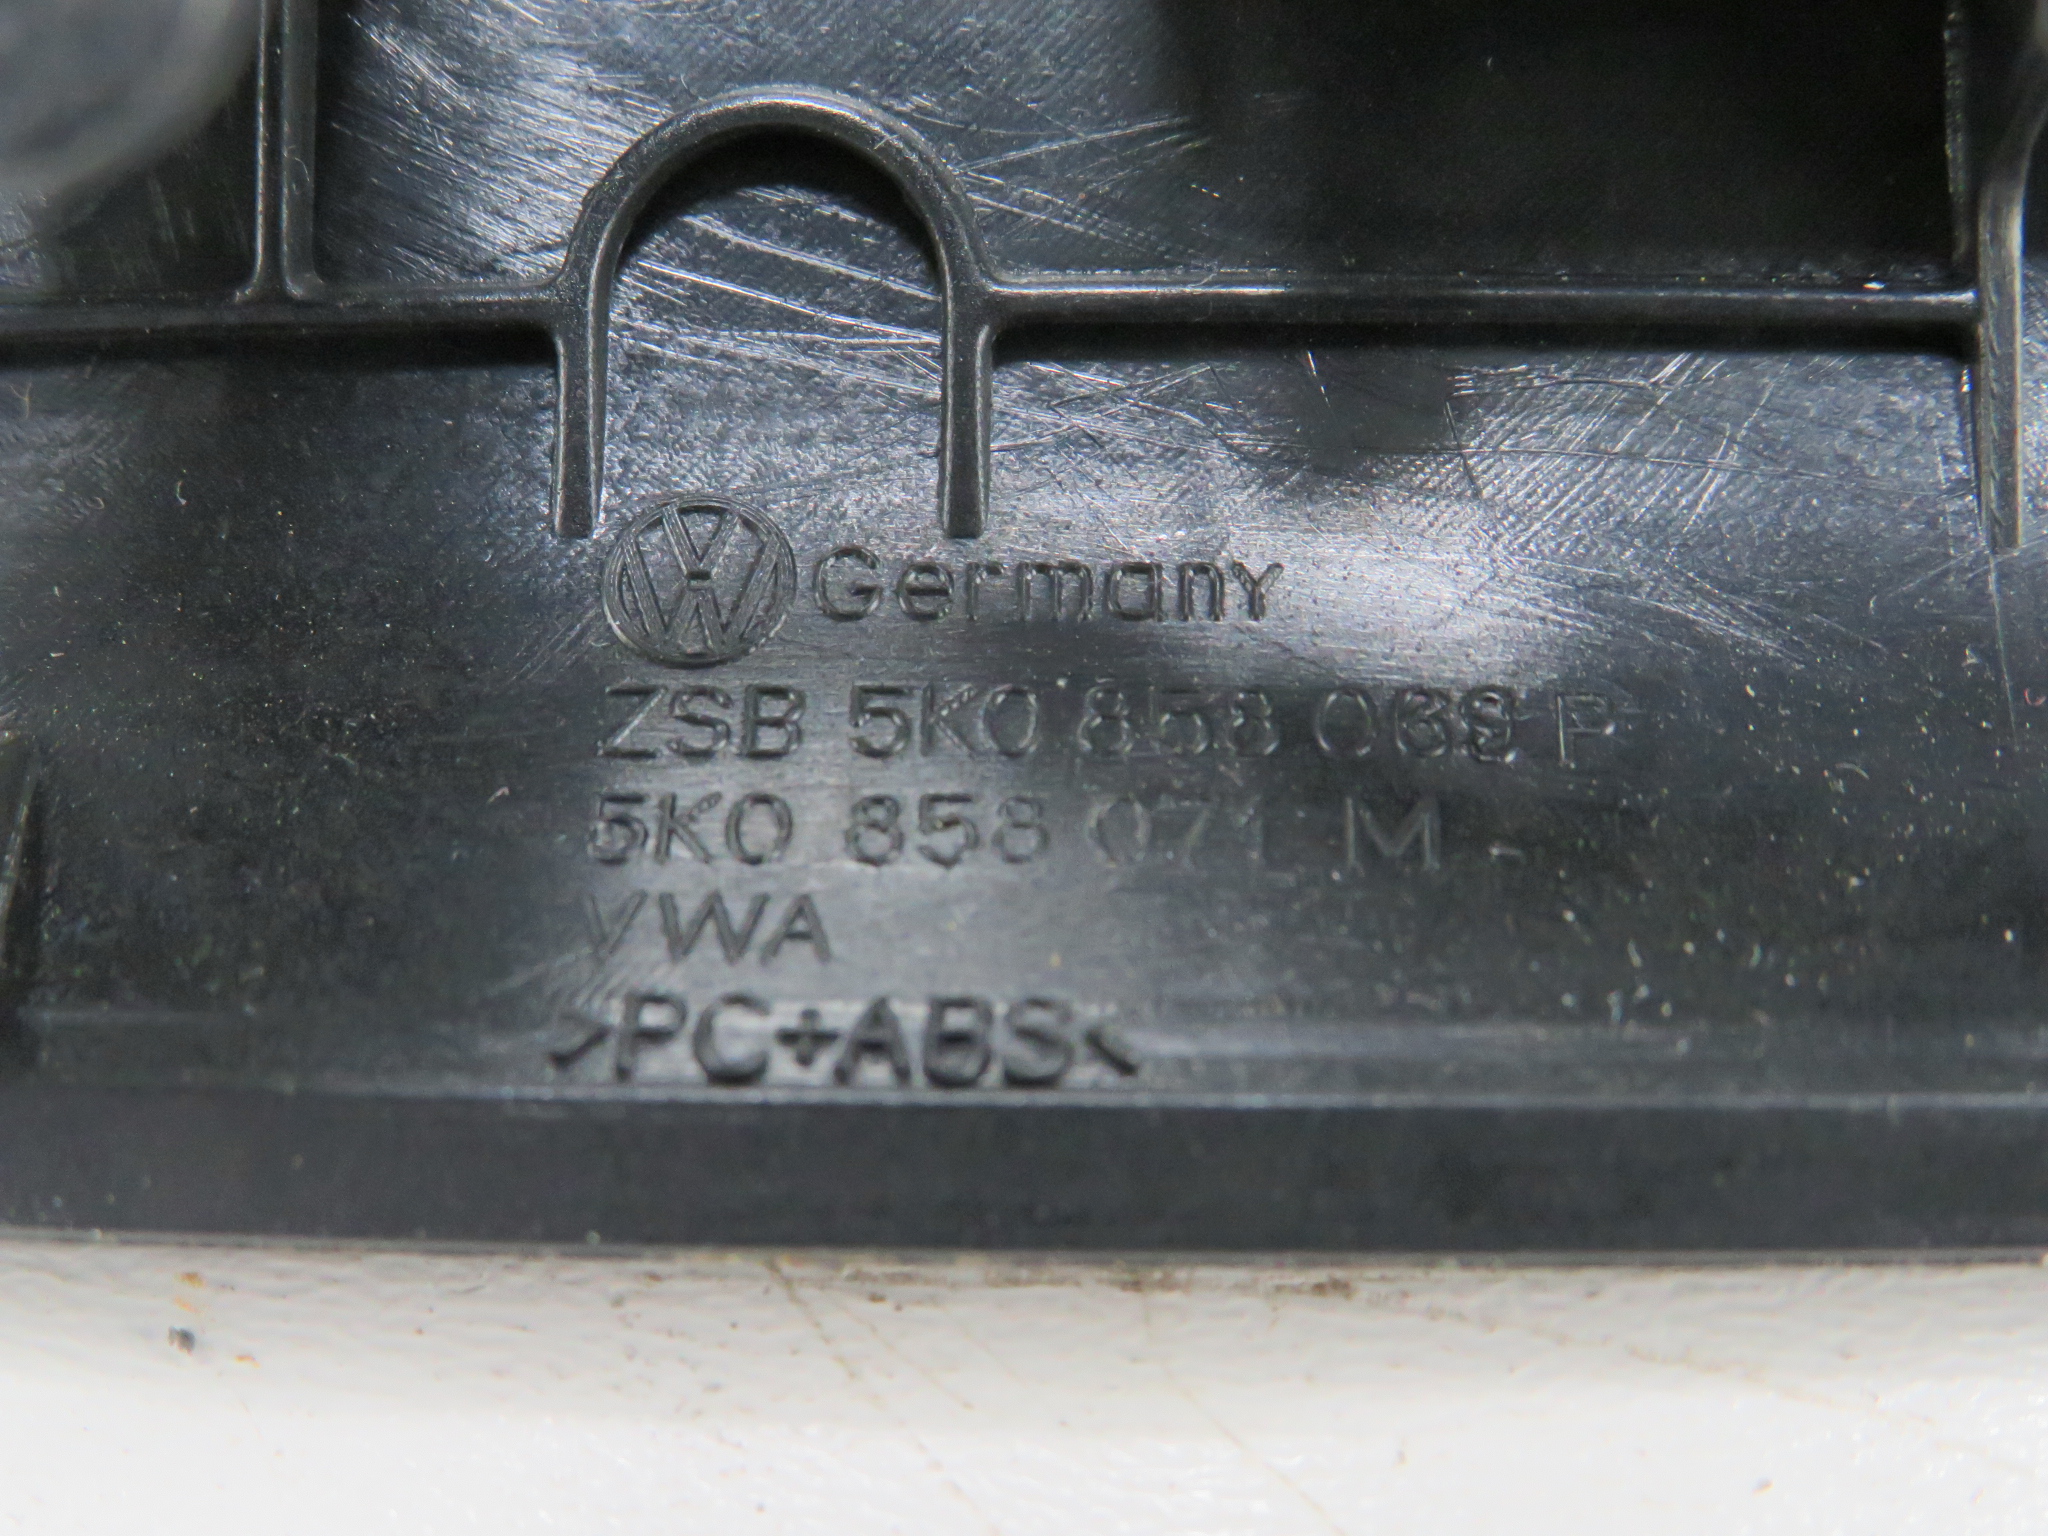 Germany
ZSB 5K0 858 069 P
5K0 858 071 M
VWA
>PC+ABS<